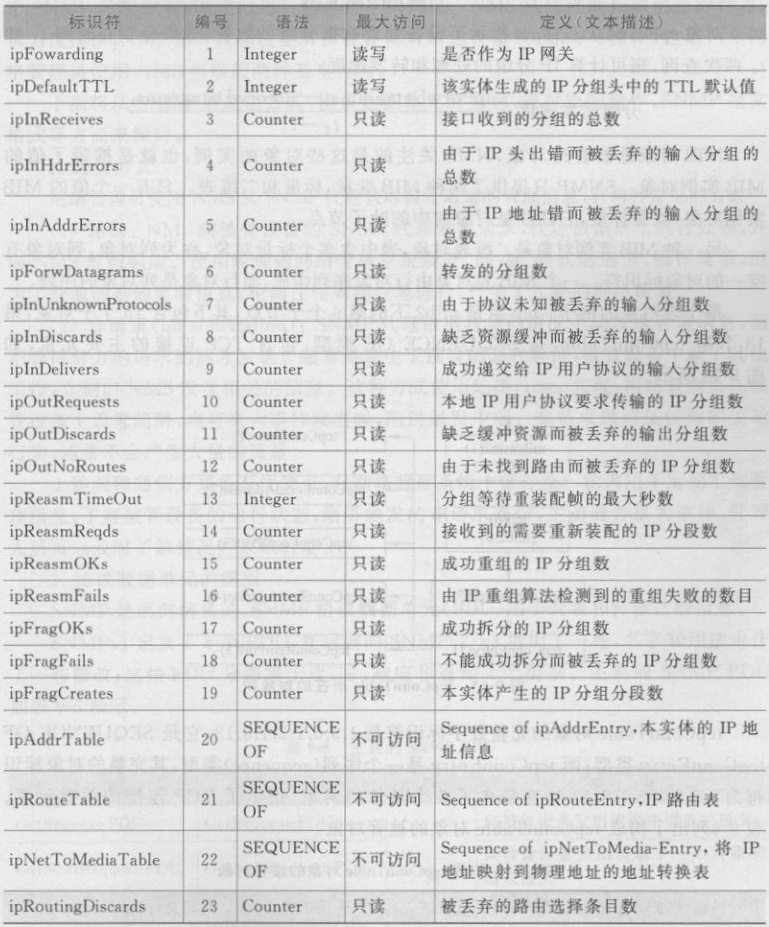 标识符 编号 语法 最大访问 定义(文本描述)
ipFowarding 1 Integer 读写 是否作为 IP 网关
ipDefaultTTL 2 Integer 读写 该实体生成的 IP 分组头中的 TTL 默认值
ipInReceives 3 Counter 只读 接口收到的分组的总数
ipInHdrErrors 4 Counter 只读 由于 IP 头出错而被丢弃的输入分组的
总数
ipInAddrErrors 5 Counter 只读 由于 IP 地址错而被丢弃的输入分组的
总数
ipForwDatagrams 6 Counter 只读 转发的分组数
ipInUnknownProtocols 7 Counter 只读 由于协议未知被丢弃的输入分组数
ipInDiscards 8 Counter 只读 缺乏资源缓冲而被丢弃的输入分组数
ipInDelivers 9 Counter 只读 成功递交给 IP 用户协议的输入分组数
ipOutRequests 10 Counter 只读 本地 IP 用户协议要求传输的 IP 分组数
ipOutDiscards 11 Counter 只读 缺乏缓冲资源而被丢弃的输出分组数
ipOutNoRoutes 12 Counter 只读 由于未找到路由而被丢弃的 IP 分组数
ipReasmTimeOut 13 Integer 只读 分组等待重装配帧的最大秒数
ipReasmReqds 14 Counter 只读 接收到的需要重新装配的 IP 分段数
ipReasmOKs 15 Counter 只读 成功重组的 IP 分组数
ipReasmFails 16 Counter 只读 由 IP 重组算法检测到的重组失败的数目
ipFragOKs 17 Counter 只读 成功拆分的 IP 分组数
ipFragFails 18 Counter 只读 不能成功拆分而被丢弃的 IP 分组数
ipFragCreates 19 Counter 只读 本实体产生的 IP 分组分段数
ipAddrTable 20 SEQUENCE OF 不可访问 Sequence of ipAddrEntry,本实体的 IP 地
址信息
ipRouteTable 21 SEQUENCE OF 不可访问 Sequence of ipRouteEntry,IP 路由表
ipNetToMediaTable 22 SEQUENCE OF 不可访问 Sequence of ipNetToMedia-Entry, 将 IP
地址映射到物理地址的地址转换表
ipRoutingDiscards 23 Counter 只读 被丢弃的路由选择条目数